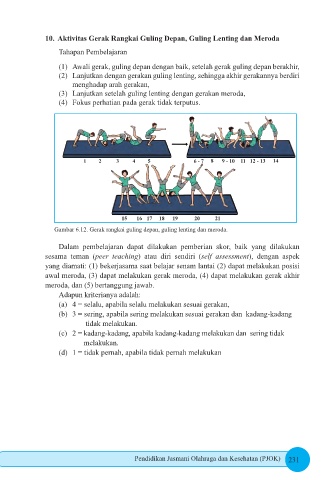 10. Aktivitas Gerak Rangkai Guling Depan, Guling Lenting dan Meroda
Tahapan Pembelajaran
(1) Awali gerak, guling depan dengan baik, setelah gerak guling depan berakhir,
(2) Lanjutkan dengan gerakan guling lenting, sehingga akhir gerakannya berdiri
menghadap arah gerakan,
(3) Lanjutkan setelah guling lenting dengan gerakan meroda,
(4) Fokus perhatian pada gerak tidak terputus.
1 2 3 4 5 6 - 7 8 9 - 10 11 12 - 13 14
15 16 17 18 19 20 21
Gambar 6.12. Gerak rangkai guling depan, guling lenting dan meroda.
Dalam pembelajaran dapat dilakukan pemberian skor, baik yang dilakukan
sesama teman (peer teaching) atau diri sendiri (self assessment), dengan aspek
yang diamati: (1) bekerjasama saat belajar senam lantai (2) dapat melakukan posisi
awal meroda, (3) dapat melakukan gerak meroda, (4) dapat melakukan gerak akhir
meroda, dan (5) bertanggung jawab.
Adapun kriterianya adalah:
(a) 4 = selalu, apabila selalu melakukan sesuai gerakan,
(b) 3 = sering, apabila sering melakukan sesuai gerakan dan kadang-kadang
tidak melakukan.
(c) 2 = kadang-kadang, apabila kadang-kadang melakukan dan sering tidak
melakukan.
(d) 1 = tidak pernah, apabila tidak pernah melakukan
Pendidikan Jasmani Olahraga dan Kesehatan (PJOK) 231